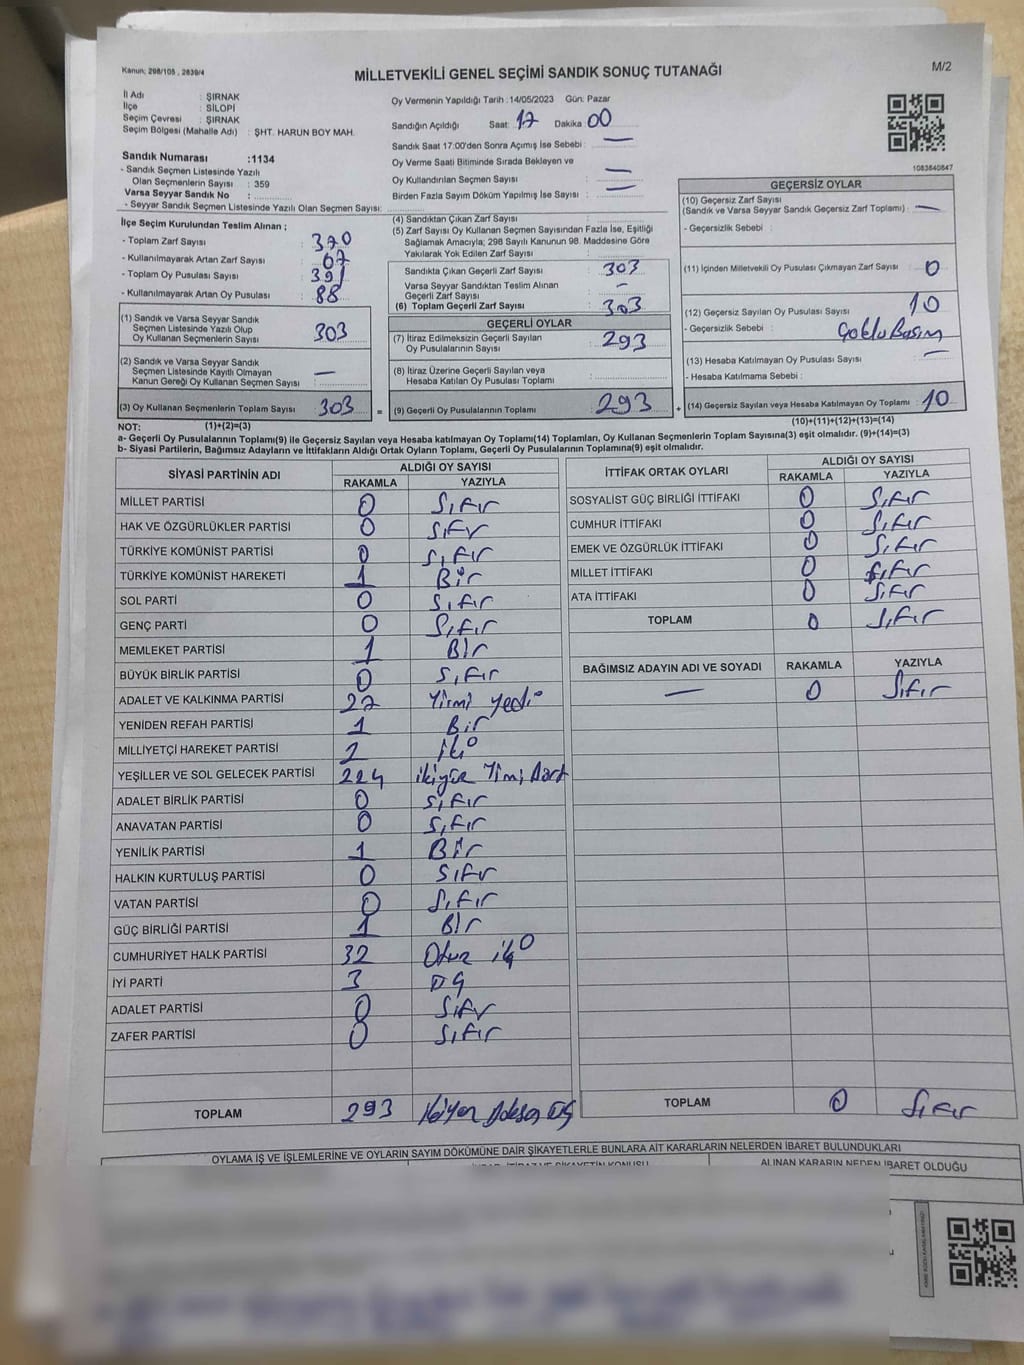 Kanun; 298/105 , 2839/4
MİLLETVEKİLİ GENEL SEÇİMİ SANDIK SONUÇ TUTANAĞI
M/2
İl Adı : ŞIRNAK
İlçe : SİLOPİ
Seçim Çevresi : ŞIRNAK
Seçim Bölgesi (Mahalle Adı) : ŞHT. HARUN BOY MAH.
Sandık Numarası :1134
- Sandık Seçmen Listesinde Yazılı
Olan Seçmenlerin Sayısı : 359
Varsa Seyyar Sandık No :
- Seyyar Sandık Seçmen Listesinde Yazılı Olan Seçmen Sayısı:
Oy Vermenin Yapıldığı Tarih :14/05/2023 Gün: Pazar
Sandığın Açıldığı Saat: 17 Dakika :00
Sandık Saat 17:00'den Sonra Açımış İse Sebebi : —
Oy Verme Saati Bitiminde Sırada Bekleyen ve
Oy Kullandırılan Seçmen Sayısı : —
Birden Fazla Sayım Döküm Yapılmış İse Sayısı : —
1083840847
İlçe Seçim Kurulundan Teslim Alınan ;
- Toplam Zarf Sayısı : 370
- Kullanılmayarak Artan Zarf Sayısı : 67
- Toplam Oy Pusulası Sayısı : 391
- Kullanılmayarak Artan Oy Pusulası : 88
(1) Sandık ve Varsa Seyyar Sandık
Seçmen Listesinde Yazılı Olup
Oy Kullanan Seçmenlerin Sayısı : 303
(2) Sandık ve Varsa Seyyar Sandık
Seçmen Listesinde Kayıtlı Olmayan
Kanun Gereği Oy Kullanan Seçmen Sayısı : —
(3) Oy Kullanan Seçmenlerin Toplam Sayısı : 303 =
(1)+(2)=(3)
(4) Sandıktan Çıkan Zarf Sayısı :
(5) Zarf Sayısı Oy Kullanan Seçmen Sayısından Fazla İse, Eşitliği
Sağlamak Amacıyla; 298 Sayılı Kanunun 98. Maddesine Göre
Yakılarak Yok Edilen Zarf Sayısı :
Sandıkta Çıkan Geçerli Zarf Sayısı : 303
Varsa Seyyar Sandıktan Teslim Alınan
Geçerli Zarf Sayısı : —
(6) Toplam Geçerli Zarf Sayısı : 303
GEÇERLİ OYLAR
(7) İtiraz Edilmeksizin Geçerli Sayılan
Oy Pusulalarının Sayısı : 293
(8) İtiraz Üzerine Geçerli Sayılan veya
Hesaba Katılan Oy Pusulası Toplamı :
(9) Geçerli Oy Pusulalarının Toplamı : 293 +
GEÇERSİZ OYLAR
(10) Geçersiz Zarf Sayısı
(Sandık ve Varsa Seyyar Sandık Geçersiz Zarf Toplamı) : —
- Geçersizlik Sebebi :
(11) İçinden Milletvekili Oy Pusulası Çıkmayan Zarf Sayısı : 0
(12) Geçersiz Sayılan Oy Pusulası Sayısı : 10
- Geçersizlik Sebebi : Çoklu Basım
(13) Hesaba Katılmayan Oy Pusulası Sayısı : —
- Hesaba Katılmama Sebebi :
(14) Geçersiz Sayılan veya Hesaba Katılmayan Oy Toplamı : 10
(10)+(11)+(12)+(13)=(14)
NOT:
a- Geçerli Oy Pusulalarının Toplamı(9) ile Geçersiz Sayılan veya Hesaba katılmayan Oy Toplamı(14) Toplamları, Oy Kullanan Seçmenlerin Toplam Sayısına(3) eşit olmalıdır. (9)+(14)=(3)
b- Siyasi Partilerin, Bağımsız Adayların ve İttifakların Aldığı Ortak Oyların Toplamı, Geçerli Oy Pusulalarının Toplamına(9) eşit olmalıdır.
SİYASİ PARTİNİN ADI ALDIĞI OY SAYISI
RAKAMLA YAZIYLA
MİLLET PARTİSİ 0 Sıfır
HAK VE ÖZGÜRLÜKLER PARTİSİ 0 Sıfır
TÜRKİYE KOMÜNİST PARTİSİ 0 Sıfır
TÜRKİYE KOMÜNİST HAREKETİ 1 Bir
SOL PARTİ 0 Sıfır
GENÇ PARTİ 0 Sıfır
MEMLEKET PARTİSİ 1 Bir
BÜYÜK BİRLİK PARTİSİ 0 Sıfır
ADALET VE KALKINMA PARTİSİ 27 Yirmi yedi
YENİDEN REFAH PARTİSİ 1 Bir
MİLLİYETÇİ HAREKET PARTİSİ 2 iki
YEŞİLLER VE SOL GELECEK PARTİSİ 224 ikiyüz Yirmi Dört
ADALET BİRLİK PARTİSİ 0 Sıfır
ANAVATAN PARTİSİ 0 Sıfır
YENİLİK PARTİSİ 1 Bir
HALKIN KURTULUŞ PARTİSİ 0 Sıfır
VATAN PARTİSİ 0 Sıfır
GÜÇ BİRLİĞİ PARTİSİ 1 Bir
CUMHURİYET HALK PARTİSİ 32 Otuz iki
İYİ PARTİ 3 Üç
ADALET PARTİSİ 0 Sıfır
ZAFER PARTİSİ 0 Sıfır
TOPLAM 293 ikiyüz Doksan Üç
İTTİFAK ORTAK OYLARI ALDIĞI OY SAYISI
RAKAMLA YAZIYLA
SOSYALİST GÜÇ BİRLİĞİ İTTİFAKI 0 Sıfır
CUMHUR İTTİFAKI 0 Sıfır
EMEK VE ÖZGÜRLÜK İTTİFAKI 0 Sıfır
MİLLET İTTİFAKI 0 Sıfır
ATA İTTİFAKI 0 Sıfır
TOPLAM 0 Sıfır
BAĞIMSIZ ADAYIN ADI VE SOYADI RAKAMLA YAZIYLA
— 0 Sıfır
TOPLAM 0 Sıfır
OYLAMA İŞ VE İŞLEMLERİNE VE OYLARIN SAYIM DÖKÜMÜNE DAİR ŞİKAYETLERLE BUNLARA AİT KARARLARIN NELERDEN İBARET BULUNDUKLARI
ALINAN KARARIN NEDEN İBARET OLDUĞU